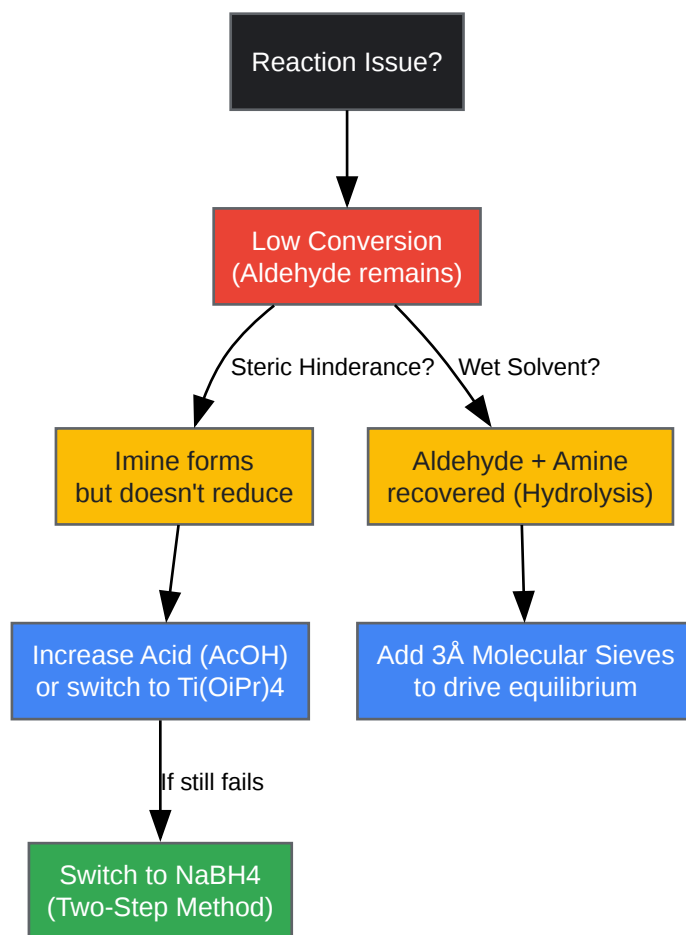 Reaction Issue?
Low Conversion
(Aldehyde remains)
Steric Hinderance?
Wet Solvent?
Imine forms
but doesn't reduce
Aldehyde + Amine
recovered (Hydrolysis)
Increase Acid (AcOH)
or switch to Ti(OiPr)4
Add 3Å Molecular Sieves
to drive equilibrium
If still fails
Switch to NaBH4
(Two-Step Method)